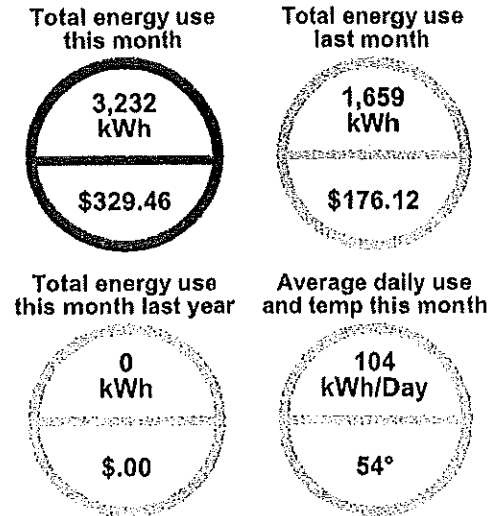 Total energy use
this month
3,232
kWh
$329.46
Total energy use
last month
1,659
kWh
$176.12
Total energy use
this month last year
0
kWh
$.00
Average daily use
and temp this month
104
kWh/Day
54°